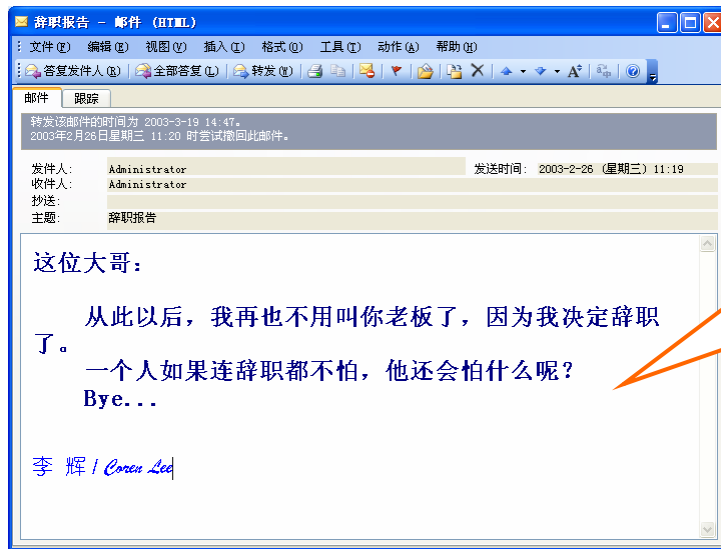 辞职报告 - 邮件 (HTML)
文件(F) 编辑(E) 视图(V) 插入(I) 格式(O) 工具(T) 动作(A) 帮助(H)
答复发件人(R) 全部答复(L) 转发(W)
邮件 跟踪
转发该邮件的时间为 2003-3-19 14:47。
2003年2月26日星期三 11:20 时尝试撤回此邮件。
发件人: Administrator 发送时间: 2003-2-26 (星期三) 11:19
收件人: Administrator
抄送:
主题: 辞职报告
这位大哥：
从此以后，我再也不用叫你老板了，因为我决定辞职
了。
一个人如果连辞职都不怕，他还会怕什么呢？
Bye...
李 辉 / Coren Lee